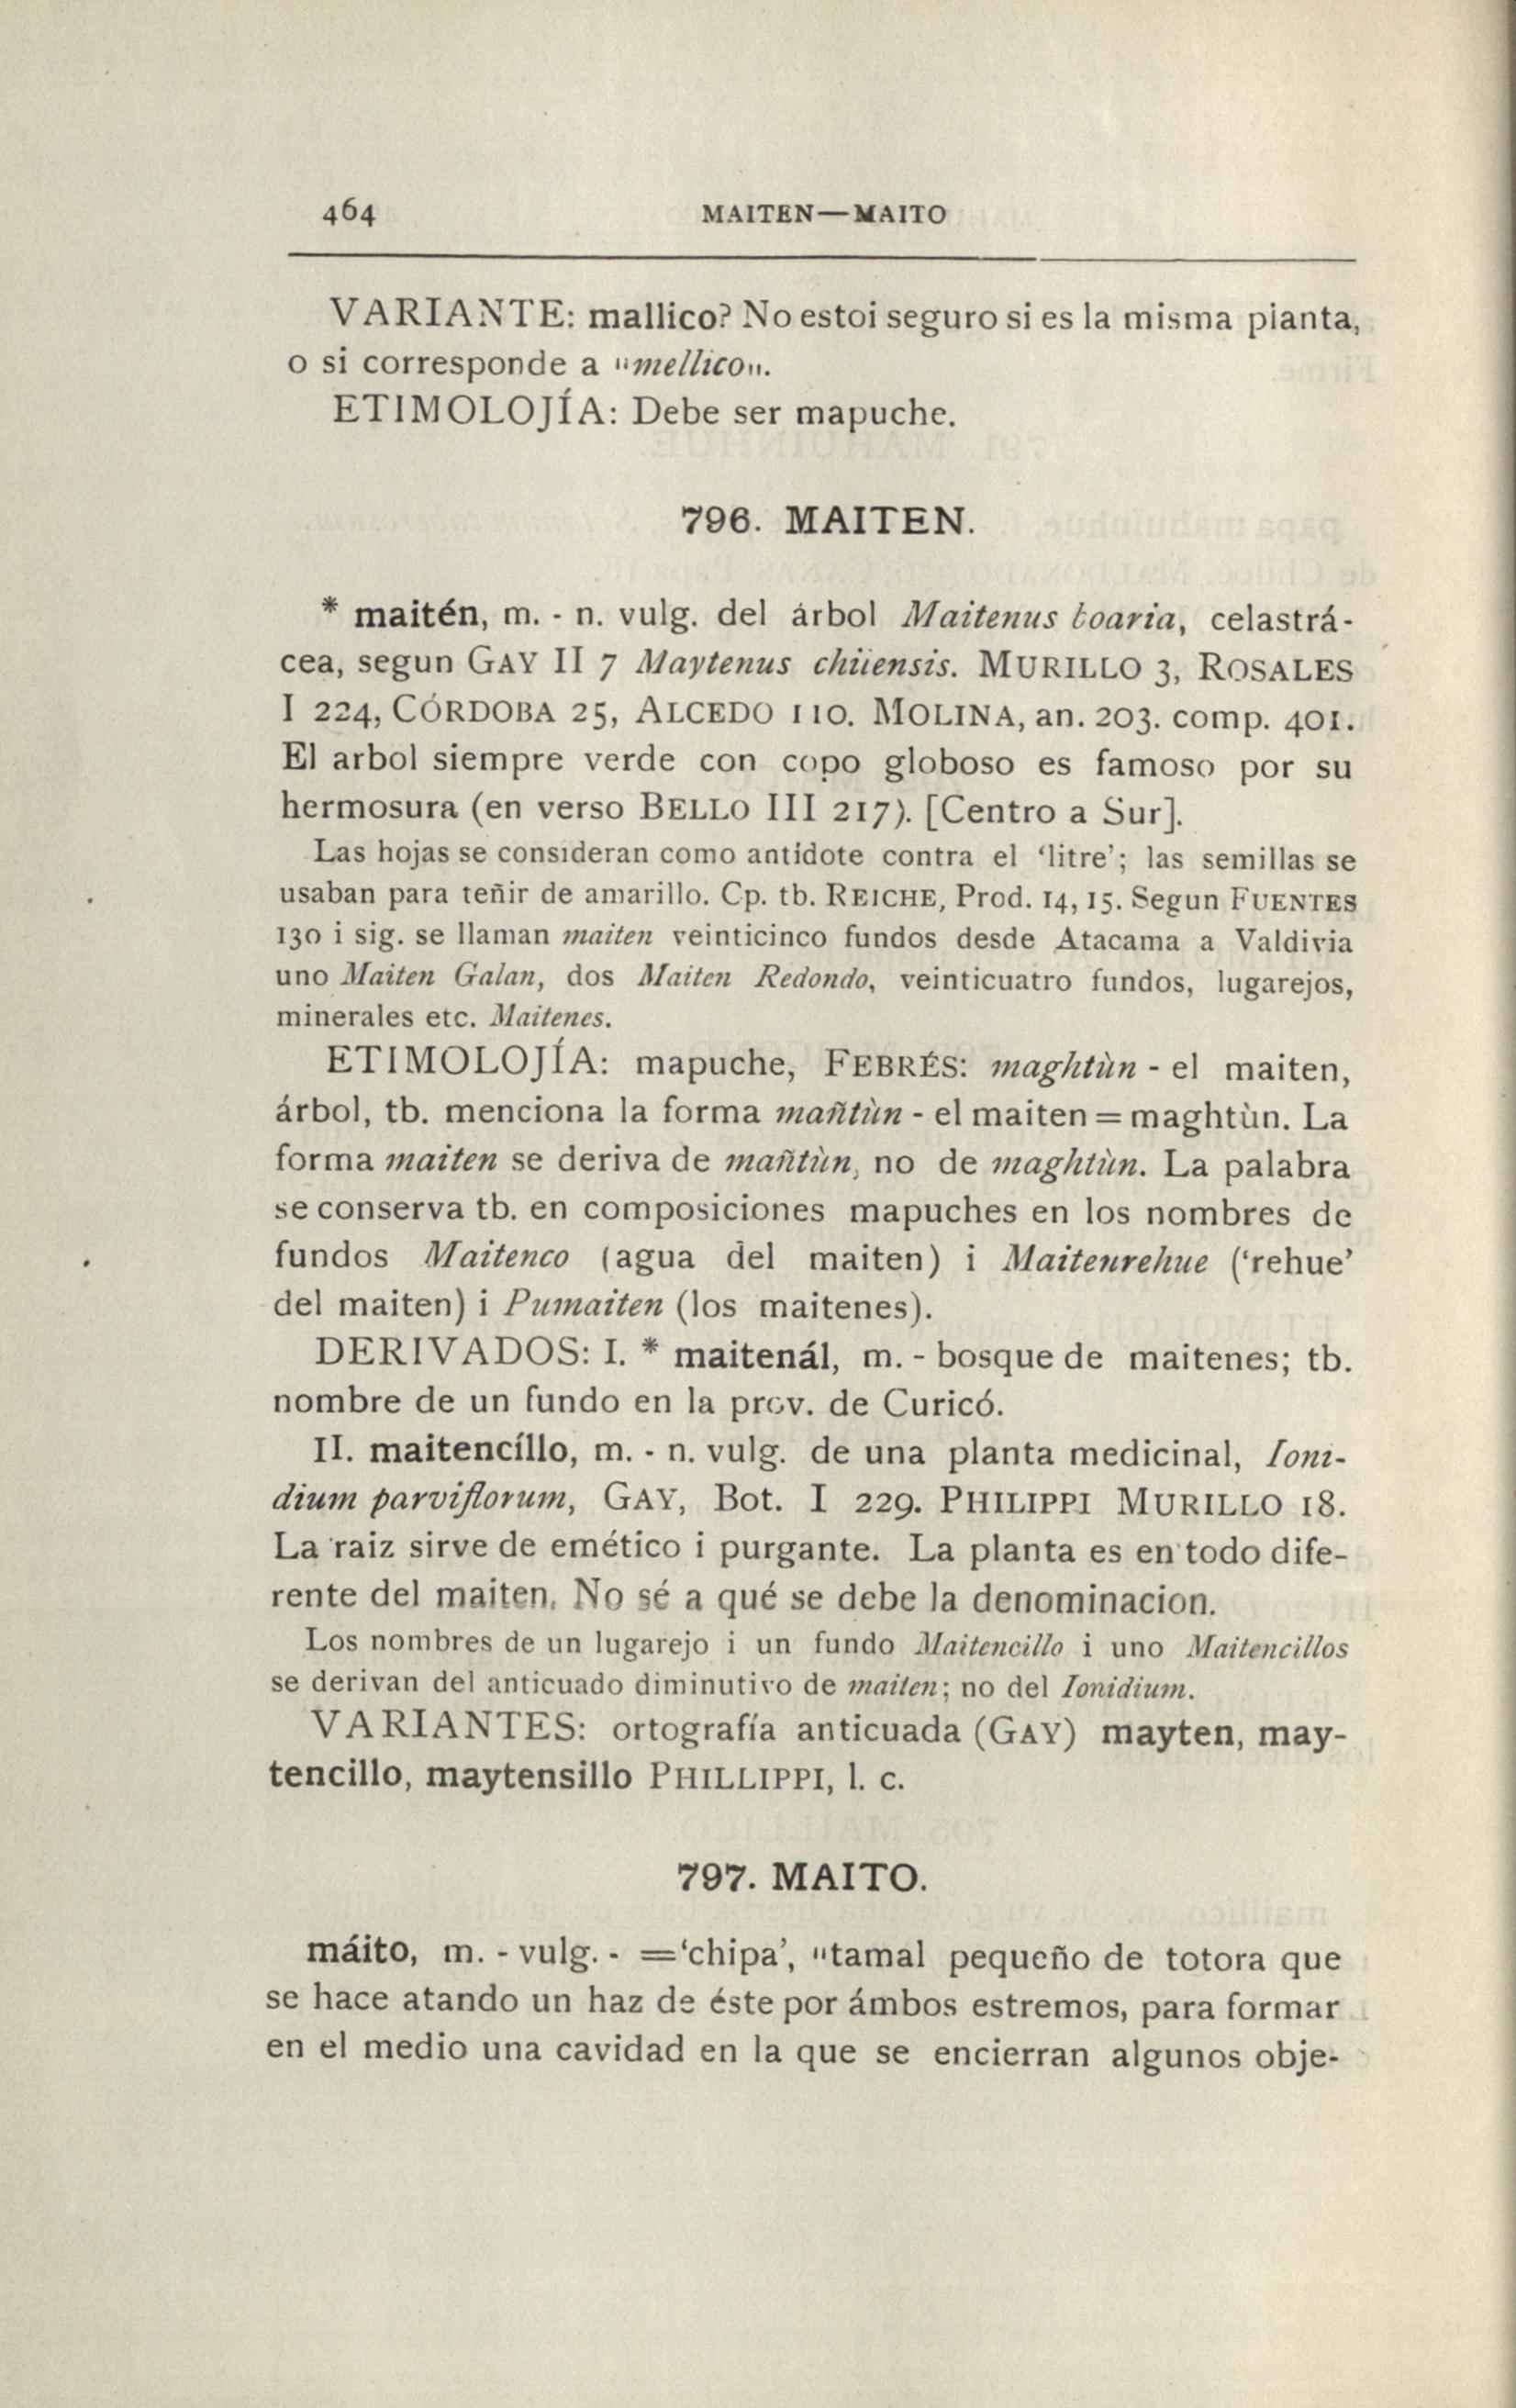 464
MAITEN—MAITO
VARIANTE: mallico? No estoi seguro si es la misma pianta,
o si corresponde a "mellico".
ETIMOLOJÍA: Debe ser mapuche.
796. MAITEN.
* maitén, m. - n. vulg. del árbol Maitenus boaria, celastrá-
cea, segun GAY II 7 Maytenus chilensis. MURILLO 3, ROSALES
I 224, CÓRDOBA 25, ALCEDO 110. MOLINA, an. 203. comp. 401.
El arbol siempre verde con copo globoso es famoso por su
hermosura (en verso BELLO III 217). [Centro a Sur].
Las hojas se consideran como antídote contra el ‘litre’; las semillas se
usaban para teñir de amarillo. Cp. tb. REICHE, Prod. 14, 15. Segun FUENTES
130 i sig. se llaman maiten veinticinco fundos desde Atacama a Valdivia
uno Maiten Galan, dos Maiten Redondo, veinticuatro fundos, lugarejos,
minerales etc. Maitenes.
ETIMOLOJÍA: mapuche, FEBRÉS: maghtùn - el maiten,
árbol, tb. menciona la forma mañtùn - el maiten = maghtùn. La
forma maiten se deriva de mañtùn, no de maghtùn. La palabra
se conserva tb. en composiciones mapuches en los nombres de
fundos Maitenco (agua del maiten) i Maitenrehue (‘rehue’
del maiten) i Pumaiten (los maitenes).
DERIVADOS: I. * maitenál, m. - bosque de maitenes; tb.
nombre de un fundo en la prov. de Curicó.
II. maitencíllo, m. - n. vulg. de una planta medicinal, Ioni-
dium parviflorum, GAY, Bot. I 229. PHILIPPI MURILLO 18.
La raiz sirve de emético i purgante. La planta es en todo dife-
rente del maiten. No sé a qué se debe la denominacion.
Los nombres de un lugarejo i un fundo Maitencillo i uno Maitencillos
se derivan del anticuado diminutivo de maiten; no del Ionidium.
VARIANTES: ortografía anticuada (GAY) mayten, may-
tencillo, maytensillo PHILLIPPI, l. c.
797. MAITO.
máito, m. - vulg. - =‘chipa’, "tamal pequeño de totora que
se hace atando un haz de éste por ámbos estremos, para formar
en el medio una cavidad en la que se encierran algunos obje-